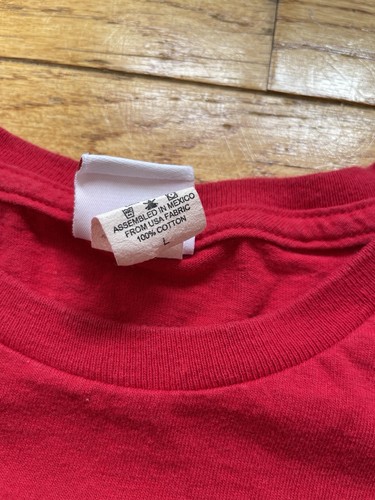 ASSEMBLED IN MEXICO
FROM USA FABRIC
100% COTTON
L